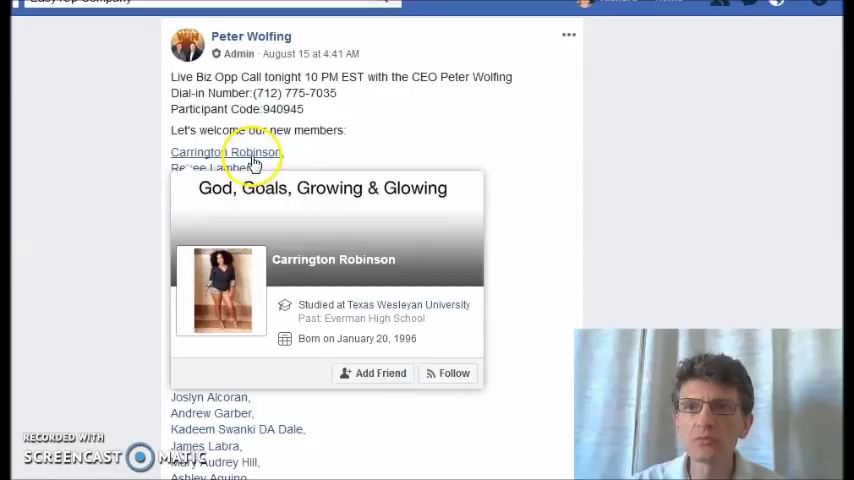 Peter Wolfing
Admin · August 15 at 4:41 AM
Live Biz Opp Call tonight 10 PM EST with the CEO Peter Wolfing
Dial-in Number:(712) 775-7035
Participant Code:940945
Let's welcome our new members:
Carrington Robinson,
God, Goals, Growing & Glowing
Carrington Robinson
Studied at Texas Wesleyan University
Past: Everman High School
Born on January 20, 1996
Add Friend
Follow
Joslyn Alcoran,
Andrew Garber,
Kadeem Swanki DA Dale,
James Labra,
Mary Audrey Hill,
Ashley Aquino
RECORDED WITH
SCREENCAST MATIC